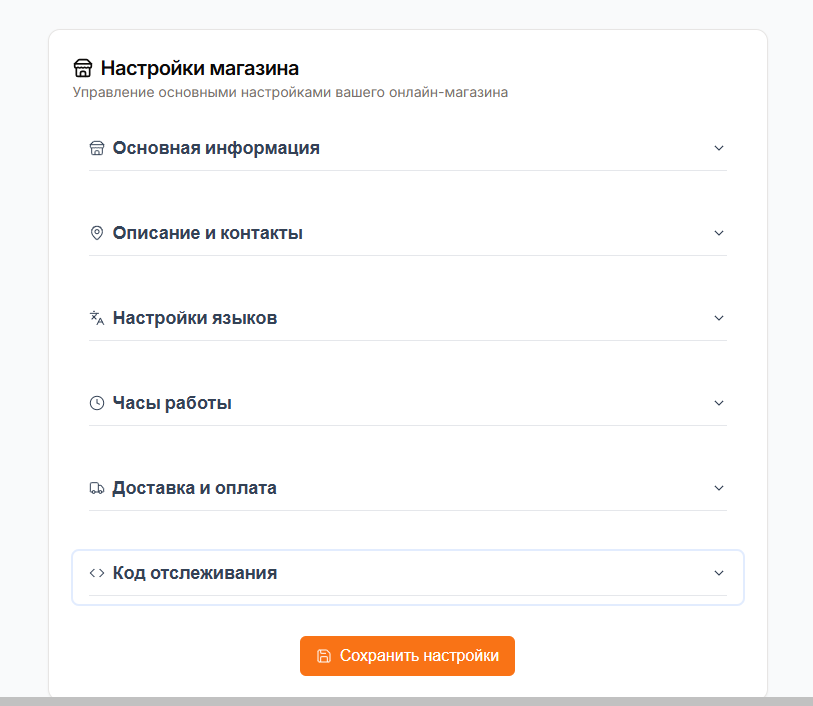 Настройки магазина
Управление основными настройками вашего онлайн-магазина
Основная информация
Описание и контакты
Настройки языков
Часы работы
Доставка и оплата
Код отслеживания
Сохранить настройки